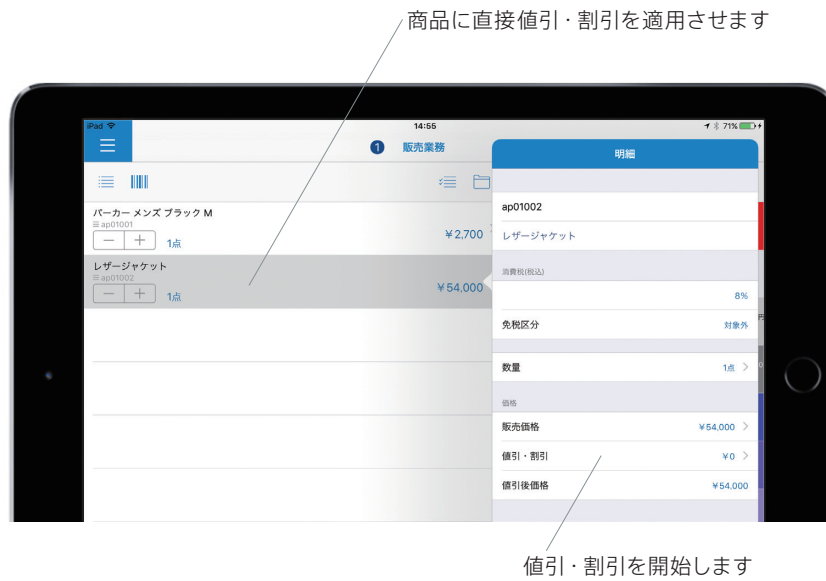 商品に直接値引・割引を適用させます
iPad 14:55 71%
1 販売業務
明細
パーカー メンズ ブラック M
ap01001
1点
¥2,700
レザージャケット
ap01002
1点
¥54,000
ap01002
レザージャケット
消費税(税込)
8%
免税区分 対象外
数量 1点
価格
販売価格 ¥54,000
値引・割引 ¥0
値引後価格 ¥54,000
円
0
値引・割引を開始します